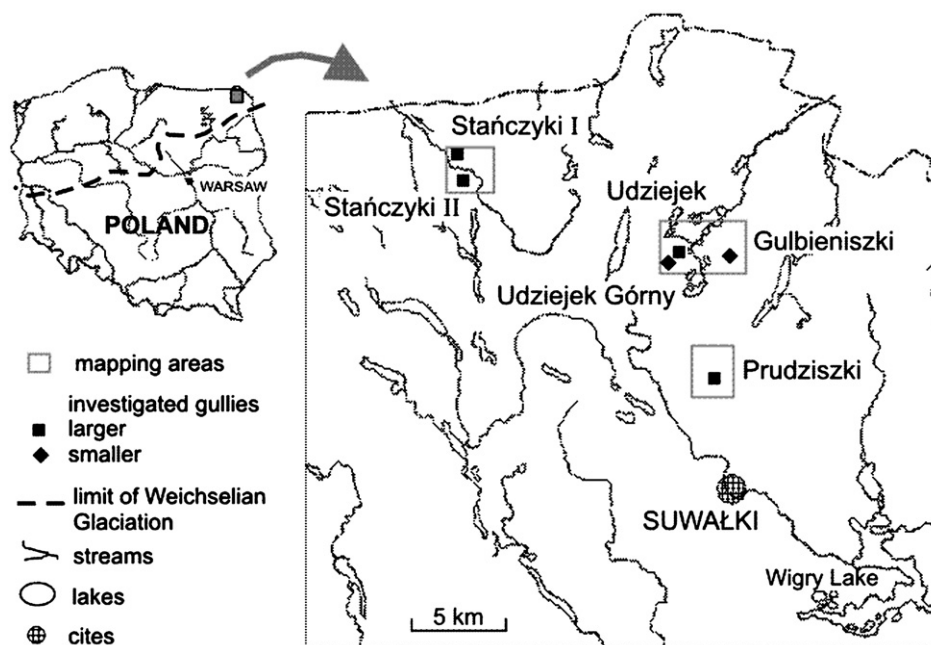 WARSAW
POLAND
mapping areas
investigated gullies
larger
smaller
limit of Weichselian
Glaciation
streams
lakes
cites
Stańczyki I
Stańczyki II
Udziejek
Gulbieniszki
Udziejek Górny
Prudziszki
SUWAŁKI
Wigry Lake
5 km